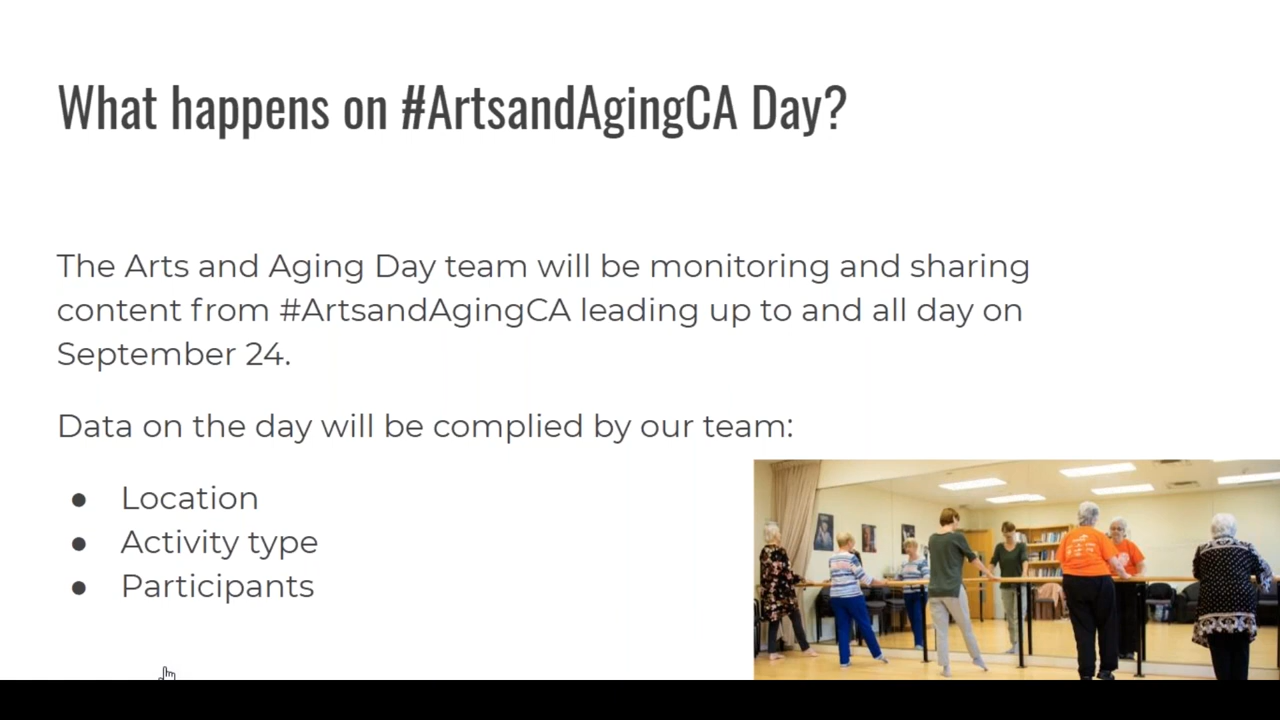 What happens on #ArtsandAgingCA Day?
The Arts and Aging Day team will be monitoring and sharing
content from #ArtsandAgingCA leading up to and all day on
September 24.
Data on the day will be complied by our team:
● Location
● Activity type
● Participants